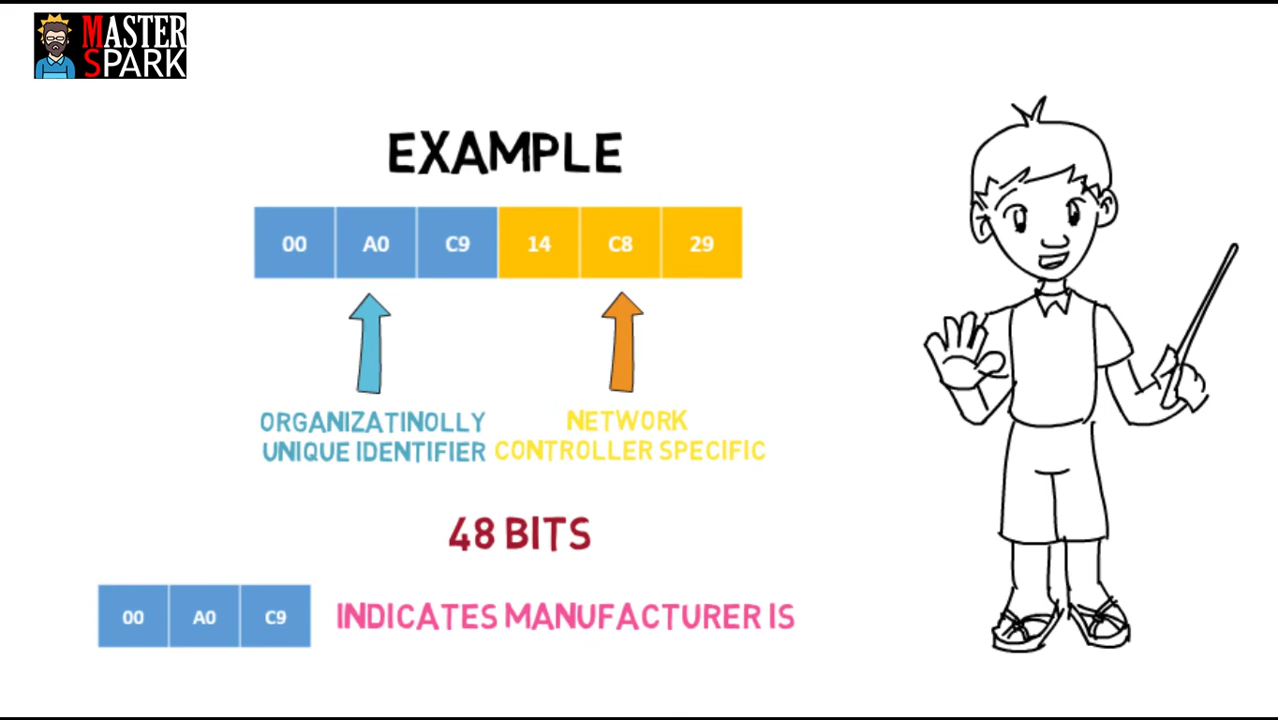 MASTER
SPARK
EXAMPLE
00 A0 C9 14 C8 29
ORGANIZATINOLLY
UNIQUE IDENTIFIER
NETWORK
CONTROLLER SPECIFIC
48 BITS
00 A0 C9 INDICATES MANUFACTURER IS